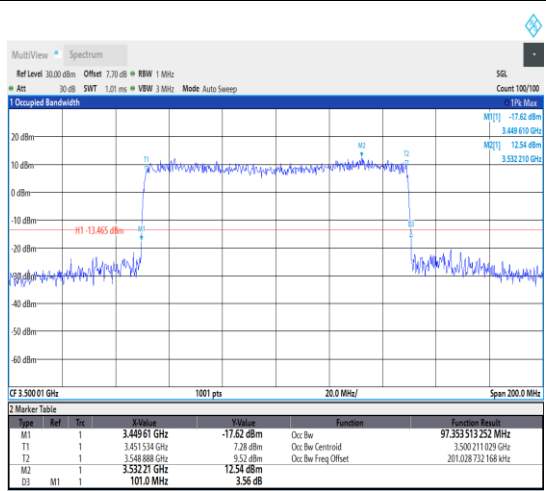 MultiView Spectrum
Ref Level 30.00 dBm Offset 7.70 dB RBW 1 MHz SGL
Att 30 dB SWT 1.01 ms VBW 3 MHz Mode Auto Sweep Count 100/100
1 Occupied Bandwidth 1Pk Max
M1[1] -17.62 dBm
3.449 610 GHz
M2[1] 12.54 dBm
3.532 210 GHz
20 dBm
M2
T1
T2
10 dBm
0 dBm
-10 dBm
D3
H1 -13.465 dBm
M1
-20 dBm
-40 dBm
-50 dBm
-60 dBm
CF 3.500 01 GHz 1001 pts 20.0 MHz/ Span 200.0 MHz
2 Marker Table
Type Ref Trc X-Value Y-Value Function Function Result
M1 1 3.449 61 GHz -17.62 dBm Occ Bw 97.353 513 252 MHz
T1 1 3.451 534 GHz 7.28 dBm Occ Bw Centroid 3.500 211 029 GHz
T2 1 3.548 888 GHz 9.52 dBm Occ Bw Freq Offset 201.028 732 168 kHz
M2 1 3.532 21 GHz 12.54 dBm
D3 M1 1 101.0 MHz 3.56 dB